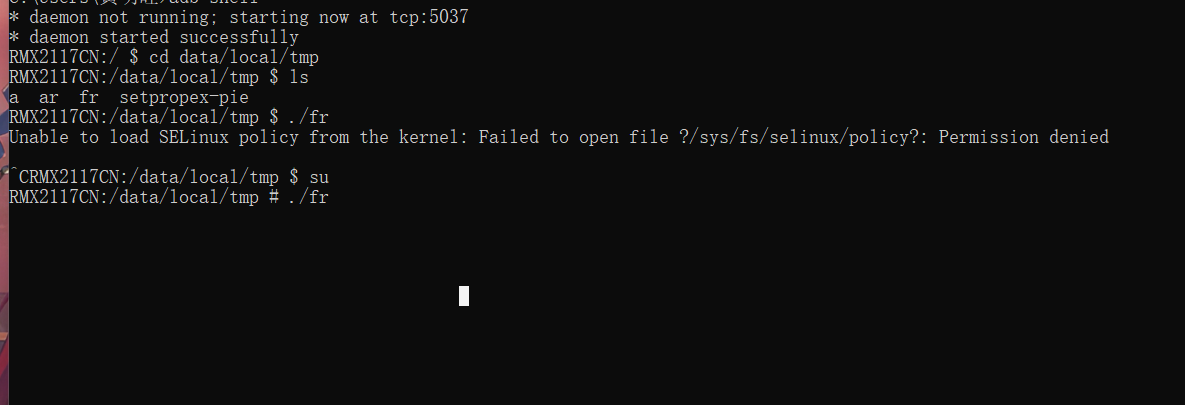 * daemon not running; starting now at tcp:5037
* daemon started successfully
RMX2117CN:/ $ cd data/local/tmp
RMX2117CN:/data/local/tmp $ ls
a  ar  fr  setpropex-pie
RMX2117CN:/data/local/tmp $ ./fr
Unable to load SELinux policy from the kernel: Failed to open file ?/sys/fs/selinux/policy?: Permission denied
^CRMX2117CN:/data/local/tmp $ su
RMX2117CN:/data/local/tmp # ./fr